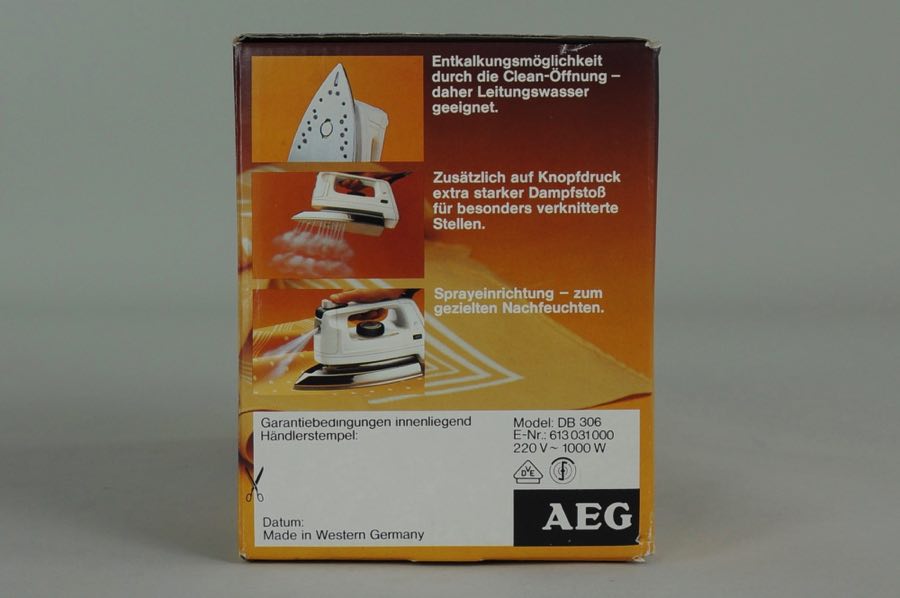 Entkalkungsmöglichkeit
durch die Clean-Öffnung –
daher Leitungswasser
geeignet.
Zusätzlich auf Knopfdruck
extra starker Dampfstoß
für besonders verknitterte
Stellen.
Sprayeinrichtung – zum
gezielten Nachfeuchten.
Garantiebedingungen innenliegend
Händlerstempel:
Datum:
Made in Western Germany
Model: DB 306
E-Nr.: 613 031 000
220 V ~ 1000 W
DVE
AEG